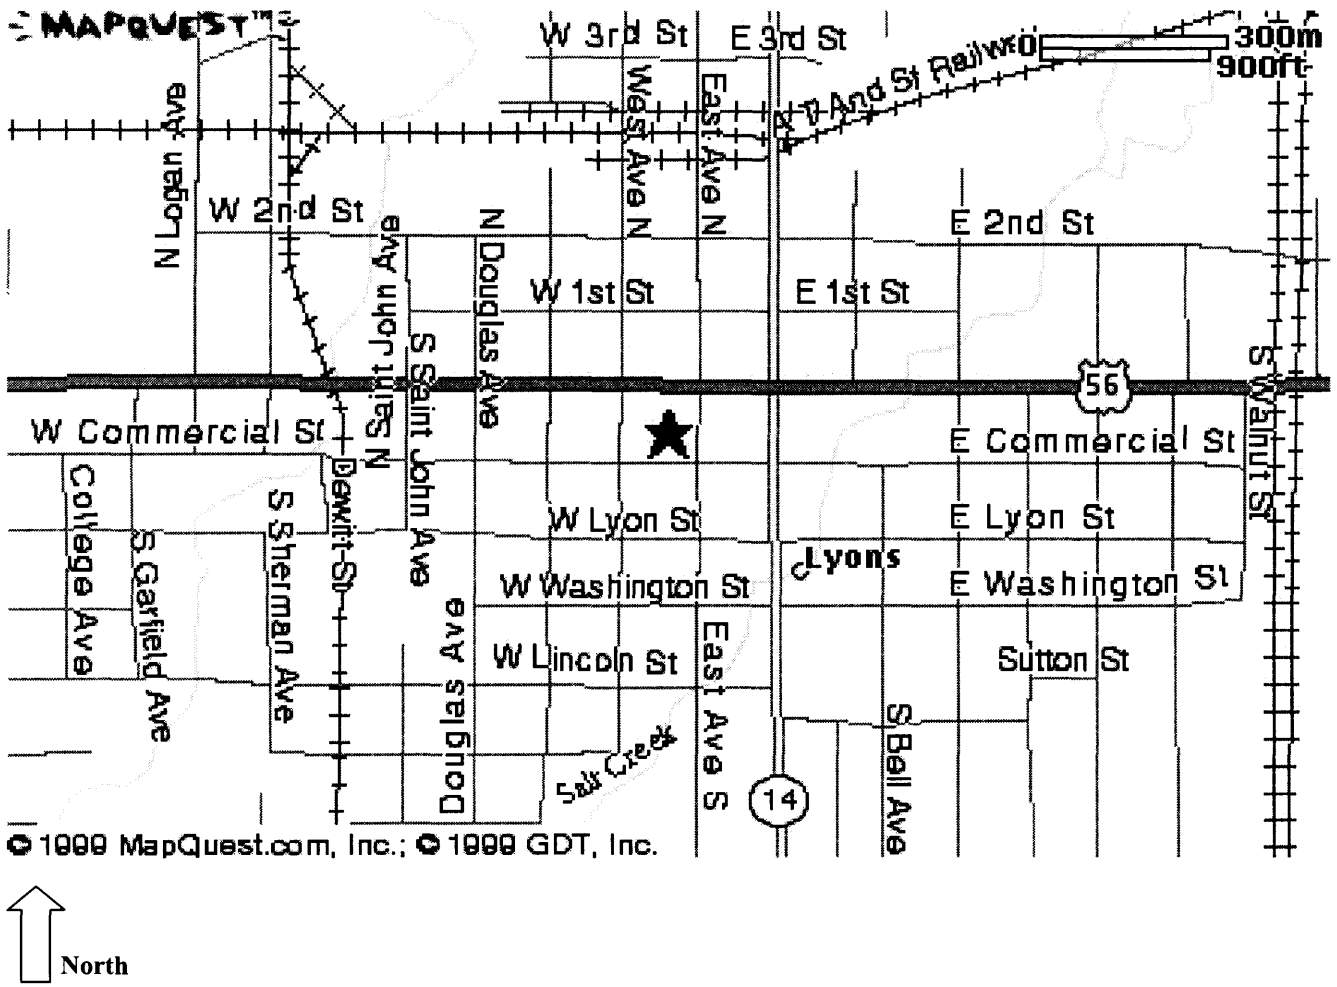 MAPQUEST™
W 3rd St
E 3rd St
0
300m
900ft
And St Railw
N Logan Ave
West Ave N
East Ave N
W 2nd St
E 2nd St
N Saint John Ave
N Douglas Ave
W 1st St
E 1st St
S Saint John Ave
56
S Walnut St
W Commercial St
E Commercial St
College Ave
S Garfield Ave
S Sherman Ave
Dewitt St
W Lyon St
E Lyon St
Lyons
W Washington St
E Washington St
Douglas Ave
W Lincoln St
East Ave S
Sutton St
Salt Creek
S Bell Ave
14
© 1999 MapQuest.com, Inc.; © 1999 GDT, Inc.
North